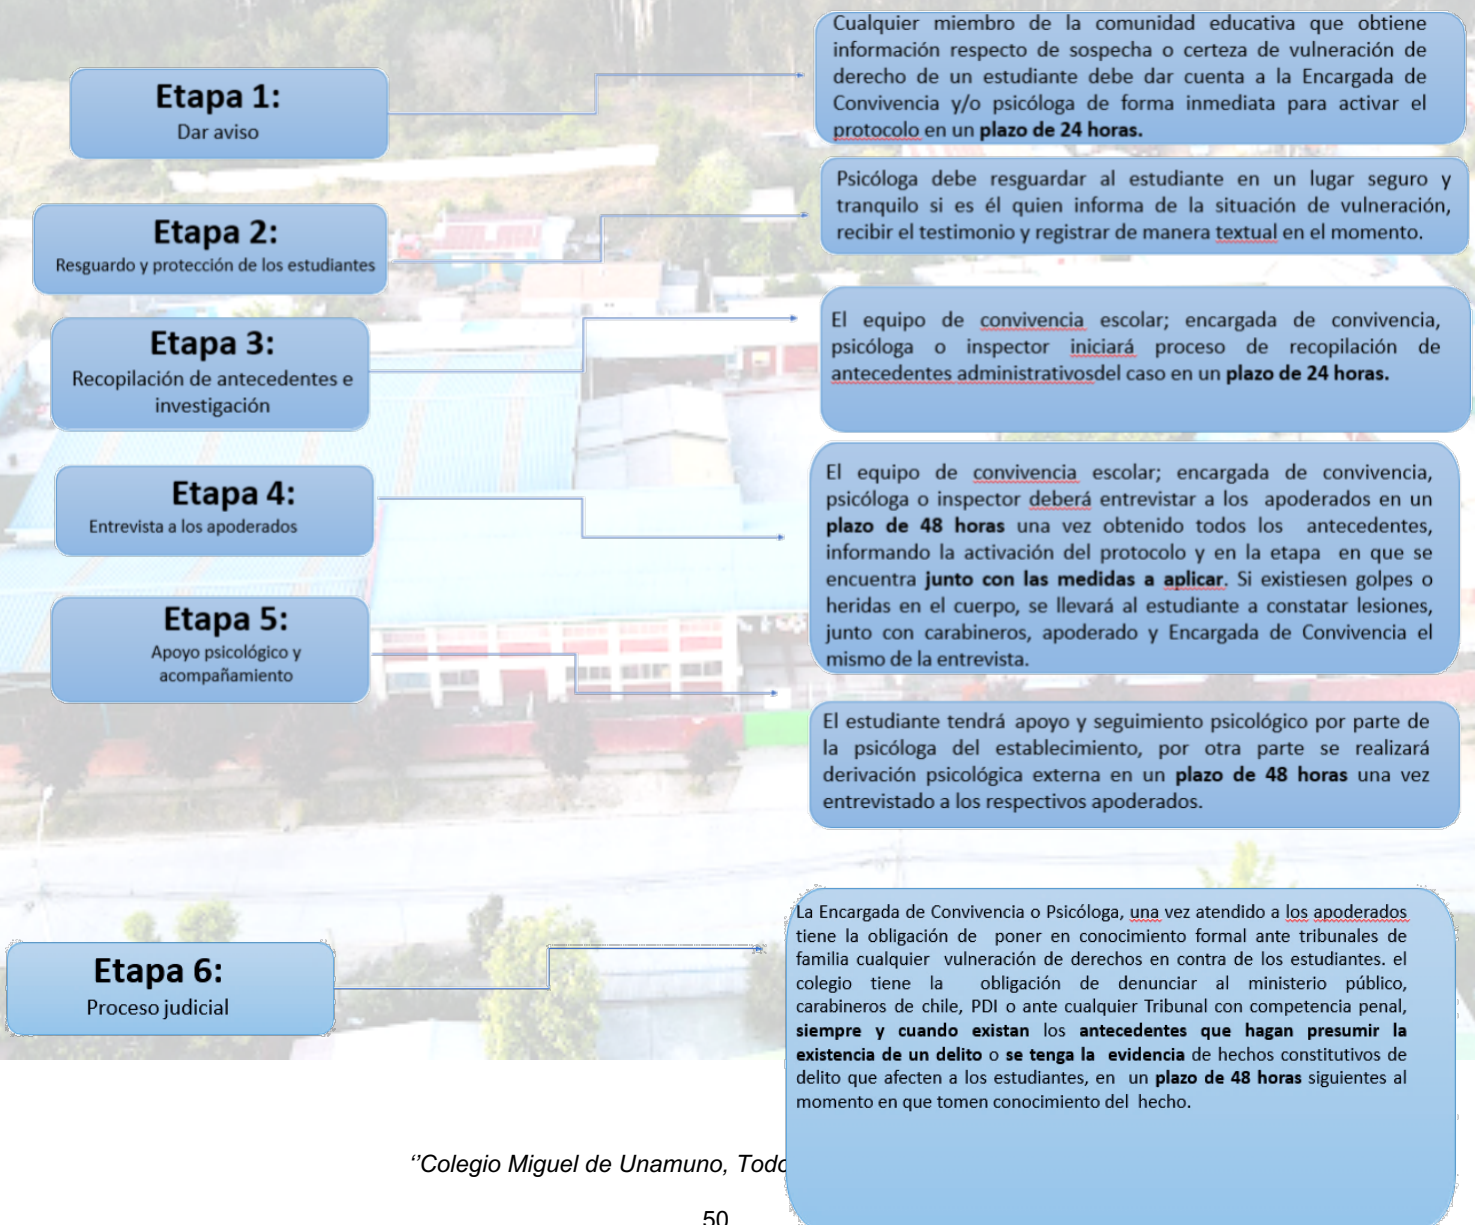 Etapa 1:
Dar aviso
Cualquier miembro de la comunidad educativa que obtiene
información respecto de sospecha o certeza de vulneración de
derecho de un estudiante debe dar cuenta a la Encargada de
Convivencia y/o psicóloga de forma inmediata para activar el
protocolo en un plazo de 24 horas.
Etapa 2:
Resguardo y protección de los estudiantes
Psicóloga debe resguardar al estudiante en un lugar seguro y
tranquilo si es él quien informa de la situación de vulneración,
recibir el testimonio y registrar de manera textual en el momento.
Etapa 3:
Recopilación de antecedentes e
investigación
El equipo de convivencia escolar; encargada de convivencia,
psicóloga o inspector iniciará proceso de recopilación de
antecedentes administrativosdel caso en un plazo de 24 horas.
Etapa 4:
Entrevista a los apoderados
El equipo de convivencia escolar; encargada de convivencia,
psicóloga o inspector deberá entrevistar a los apoderados en un
plazo de 48 horas una vez obtenido todos los antecedentes,
informando la activación del protocolo y en la etapa en que se
encuentra junto con las medidas a aplicar. Si existiesen golpes o
heridas en el cuerpo, se llevará al estudiante a constatar lesiones,
junto con carabineros, apoderado y Encargada de Convivencia el
mismo de la entrevista.
Etapa 5:
Apoyo psicológico y
acompañamiento
El estudiante tendrá apoyo y seguimiento psicológico por parte de
la psicóloga del establecimiento, por otra parte se realizará
derivación psicológica externa en un plazo de 48 horas una vez
entrevistado a los respectivos apoderados.
Etapa 6:
Proceso judicial
La Encargada de Convivencia o Psicóloga, una vez atendido a los apoderados
tiene la obligación de poner en conocimiento formal ante tribunales de
familia cualquier vulneración de derechos en contra de los estudiantes. el
colegio tiene la obligación de denunciar al ministerio público,
carabineros de chile, PDI o ante cualquier Tribunal con competencia penal,
siempre y cuando existan los antecedentes que hagan presumir la
existencia de un delito o se tenga la evidencia de hechos constitutivos de
delito que afecten a los estudiantes, en un plazo de 48 horas siguientes al
momento en que tomen conocimiento del hecho.
‘’Colegio Miguel de Unamuno,
50